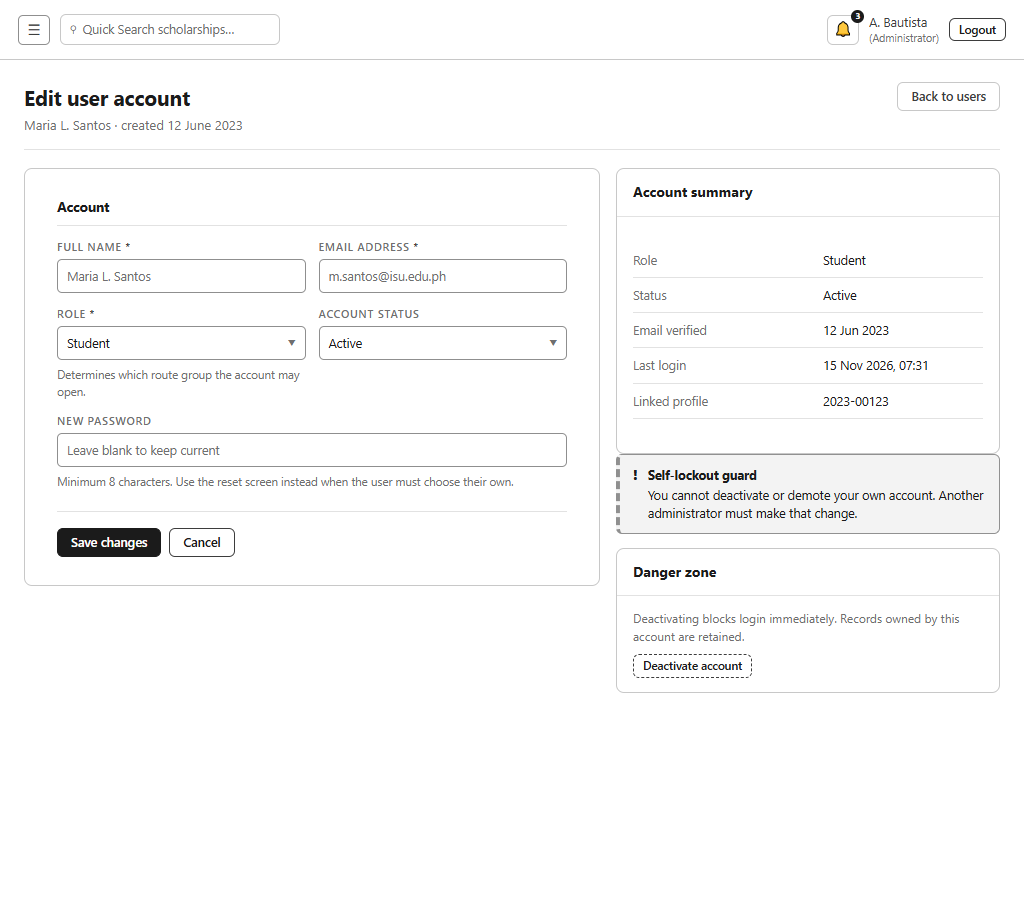 ☰
Quick Search scholarships...
3
A. Bautista
(Administrator)
Logout
Edit user account
Maria L. Santos · created 12 June 2023
Back to users
Account
FULL NAME *
EMAIL ADDRESS *
Maria L. Santos
m.santos@isu.edu.ph
ROLE *
ACCOUNT STATUS
Student
Active
Determines which route group the account may
open.
NEW PASSWORD
Leave blank to keep current
Minimum 8 characters. Use the reset screen instead when the user must choose their own.
Save changes
Cancel
Account summary
Role Student
Status Active
Email verified 12 Jun 2023
Last login 15 Nov 2026, 07:31
Linked profile 2023-00123
! Self-lockout guard
You cannot deactivate or demote your own account. Another
administrator must make that change.
Danger zone
Deactivating blocks login immediately. Records owned by this
account are retained.
Deactivate account